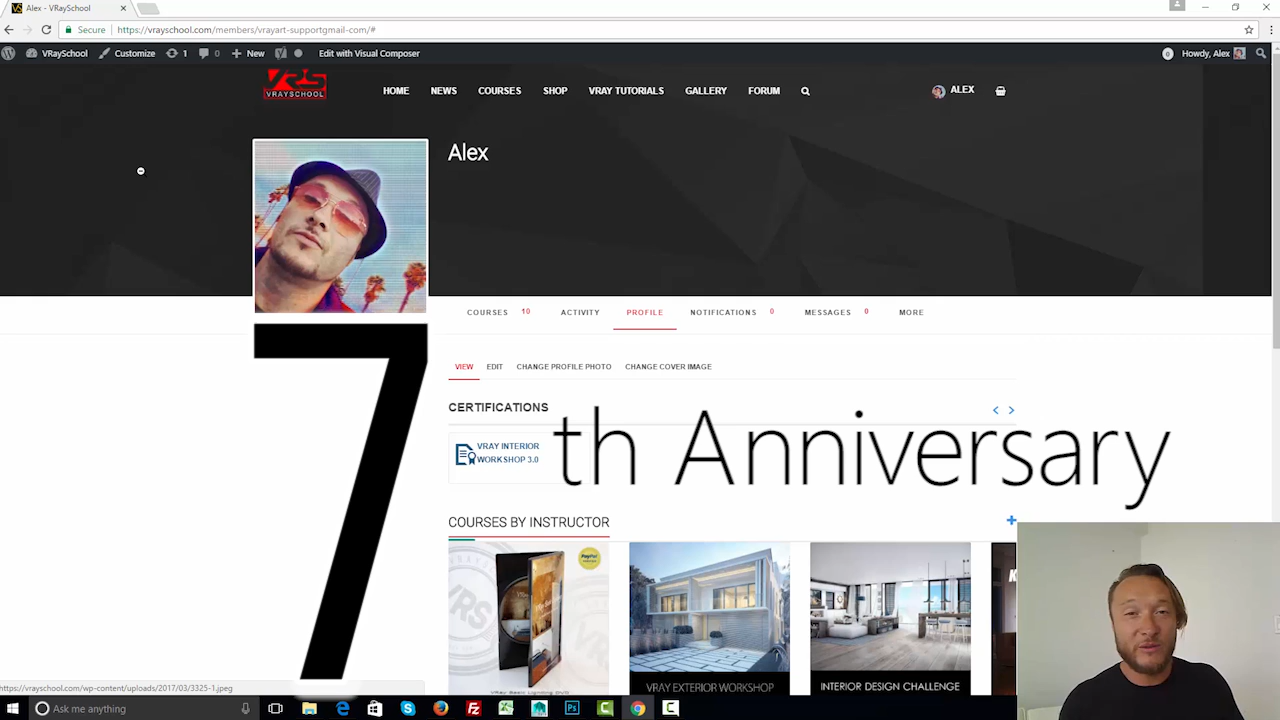 Alex - VRaySchool
Secure https://vrayschool.com/members/vrayart-supportgmail-com/#
VRaySchool Customize 1 0 New Edit with Visual Composer 0 Howdy, Alex
VRS
VRAYSCHOOL
HOME NEWS COURSES SHOP VRAY TUTORIALS GALLERY FORUM ALEX
Alex
COURSES 10 ACTIVITY PROFILE NOTIFICATIONS 0 MESSAGES 0 MORE
VIEW EDIT CHANGE PROFILE PHOTO CHANGE COVER IMAGE
CERTIFICATIONS
VRAY INTERIOR
WORKSHOP 3.0
7th Anniversary
COURSES BY INSTRUCTOR
VRAY EXTERIOR WORKSHOP
INTERIOR DESIGN CHALLENGE
https://vrayschool.com/wp-content/uploads/2017/03/3325-1.jpeg
Ask me anything